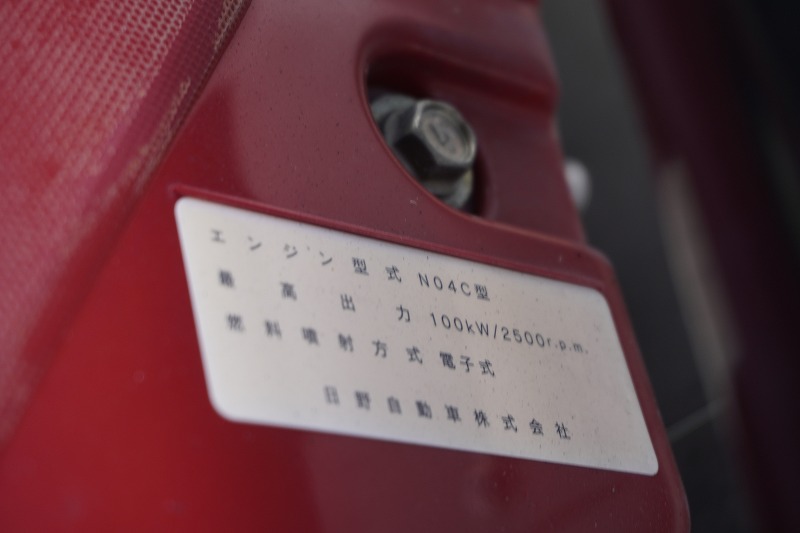 エンジン型式 N04C型
最高出力 100kW/2500r.p.m.
燃料噴射方式 電子式
日野自動車株式会社